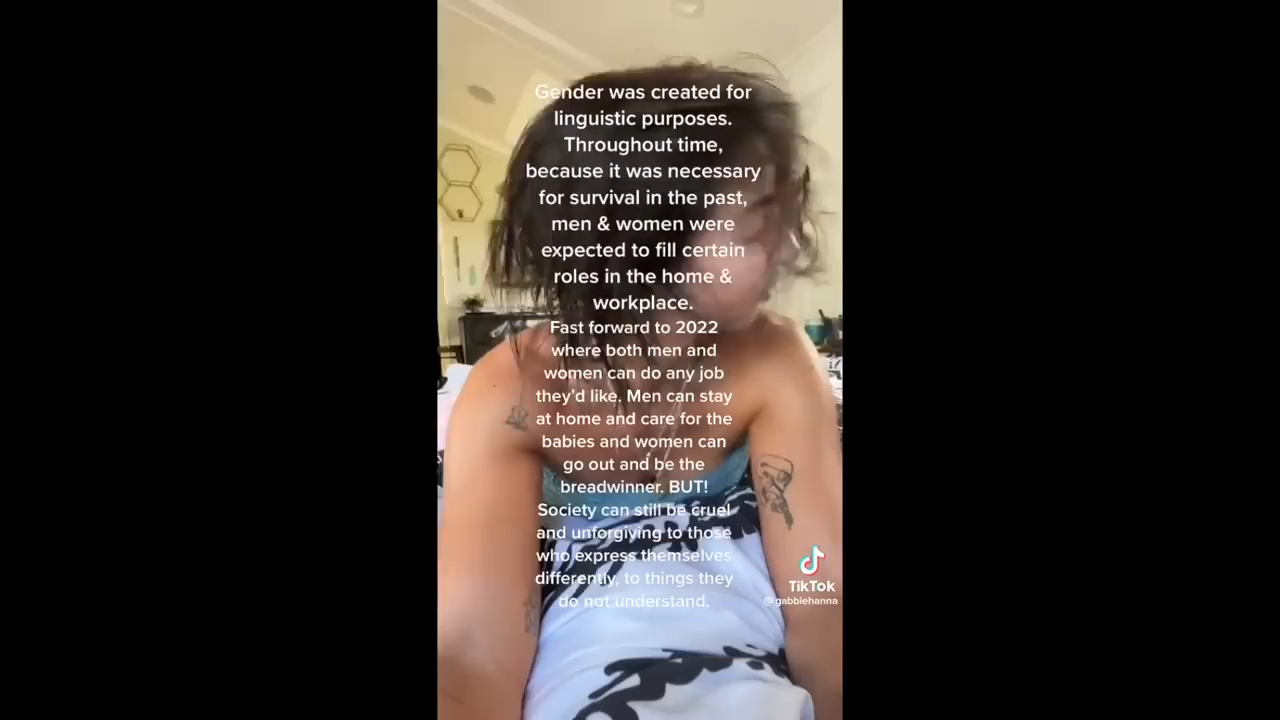 Gender was created for
linguistic purposes.
Throughout time,
because it was necessary
for survival in the past,
men & women were
expected to fill certain
roles in the home &
workplace.
Fast forward to 2022
where both men and
women can do any job
they'd like. Men can stay
at home and care for the
babies and women can
go out and be the
breadwinner. BUT!
Society can still be cruel
and unforgiving to those
who express themselves
differently, to things they
do not understand.
TikTok
@gabbiehanna